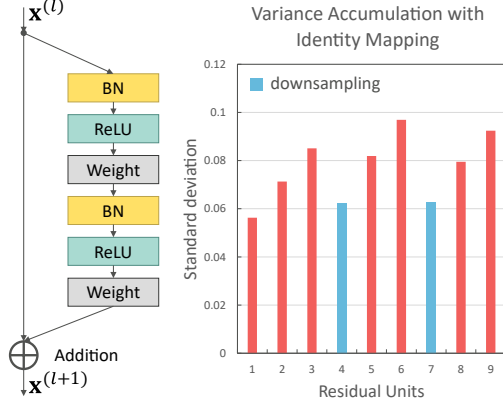 x^(l)
BN
ReLU
Weight
BN
ReLU
Weight
Addition
x^(l+1)
Variance Accumulation with
Identity Mapping
downsampling
Standard deviation
0.12
0.1
0.08
0.06
0.04
0.02
0
1 2 3 4 5 6 7 8 9
Residual Units